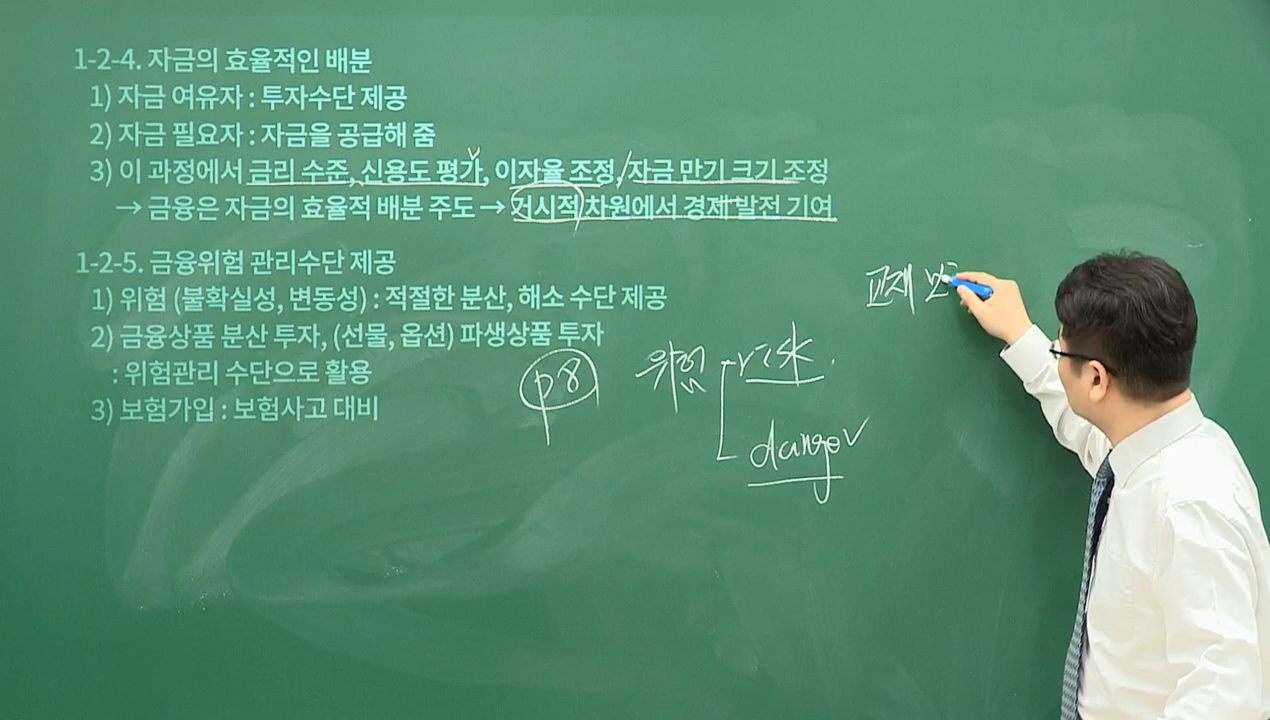 1-2-4. 자금의 효율적인 배분
1) 자금 여유자 : 투자수단 제공
2) 자금 필요자 : 자금을 공급해 줌
3) 이 과정에서 금리 수준, 신용도 평가, 이자율 조정, 자금 만기 크기 조정
→ 금융은 자금의 효율적 배분 주도 → 거시적 차원에서 경제 발전 기여
1-2-5. 금융위험 관리수단 제공
1) 위험 (불확실성, 변동성) : 적절한 분산, 해소 수단 제공
2) 금융상품 분산 투자, (선물, 옵션) 파생상품 투자
: 위험관리 수단으로 활용
3) 보험가입 : 보험사고 대비
p8
위험 risk
danger
교재